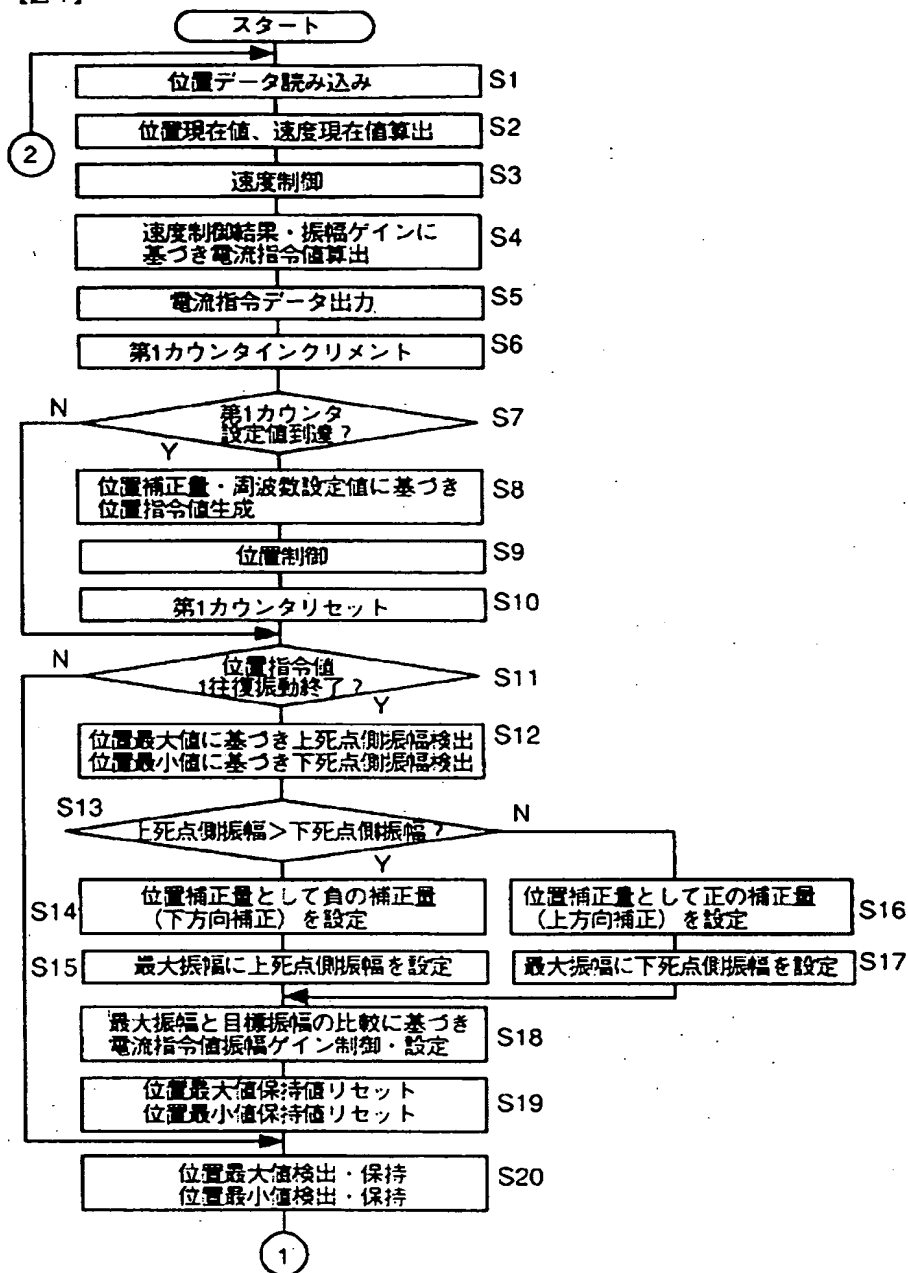 スタート
位置データ読み込み S1
位置現在値、速度現在値算出 S2
2
速度制御 S3
速度制御結果・振幅ゲインに
基づき電流指令値算出 S4
電流指令データ出力 S5
第1カウンタインクリメント S6
N
第1カウンタ
設定値到達？ S7
Y
位置補正量・周波数設定値に基づき
位置指令値生成 S8
位置制御 S9
第1カウンタリセット S10
N
位置指令値
1往復振動終了？ S11
Y
位置最大値に基づき上死点側振幅検出
位置最小値に基づき下死点側振幅検出 S12
S13
上死点側振幅＞下死点側振幅？ N
Y
S14 位置補正量として負の補正量
（下方向補正）を設定
位置補正量として正の補正量
（上方向補正）を設定 S16
S15 最大振幅に上死点側振幅を設定
最大振幅に下死点側振幅を設定 S17
最大振幅と目標振幅の比較に基づき
電流指令値振幅ゲイン制御・設定 S18
位置最大値保持値リセット
位置最小値保持値リセット S19
位置最大値検出・保持
位置最小値検出・保持 S20
1